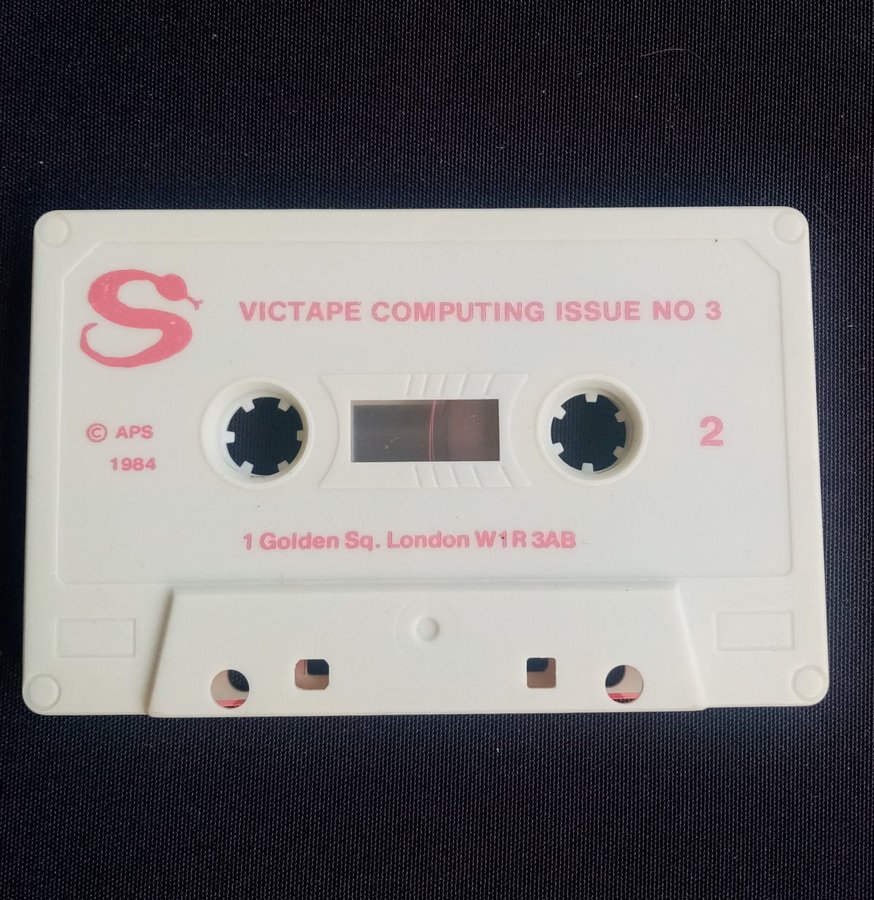 VICTAPE COMPUTING ISSUE NO 3
© APS
1984
2
1 Golden Sq. London W1R 3AB